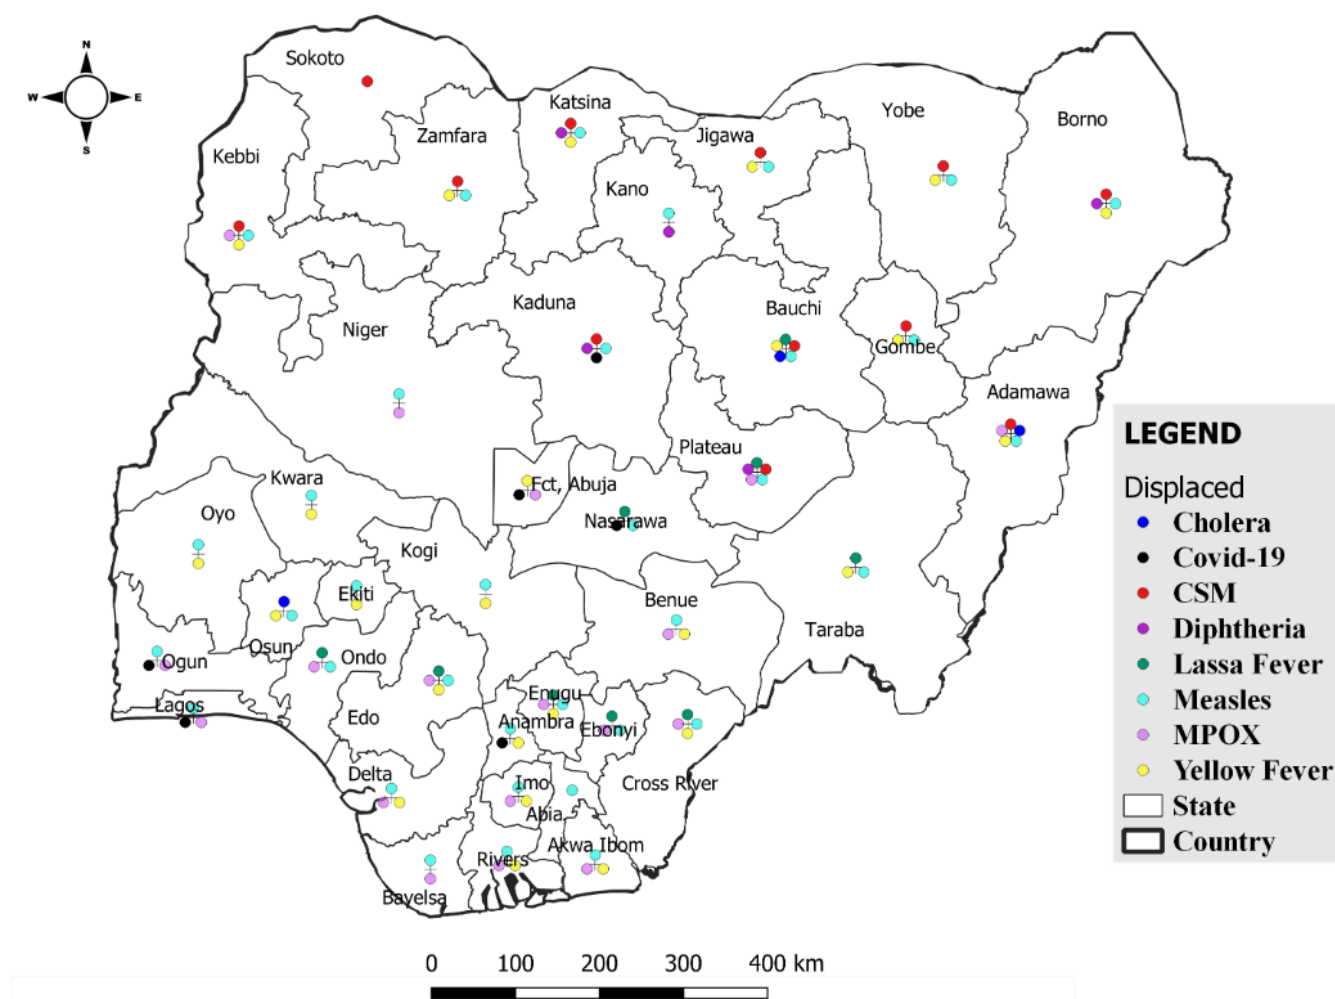 N
W
E
S
Sokoto
Katsina
Yobe
Borno
Zamfara
Jigawa
Kebbi
Kano
Kaduna
Bauchi
Niger
Gombe
Adamawa
Plateau
Kwara
Fct, Abuja
Oyo
Nasarawa
Kogi
Ekiti
Benue
Taraba
Osun
Ondo
Ogun
Lagos
Enugu
Edo
Anambra
Ebonyi
Delta
Imo
Cross River
Abia
Akwa Ibom
Rivers
Bayelsa
LEGEND
Displaced
Cholera
Covid-19
CSM
Diphtheria
Lassa Fever
Measles
MPOX
Yellow Fever
State
Country
0 100 200 300 400 km